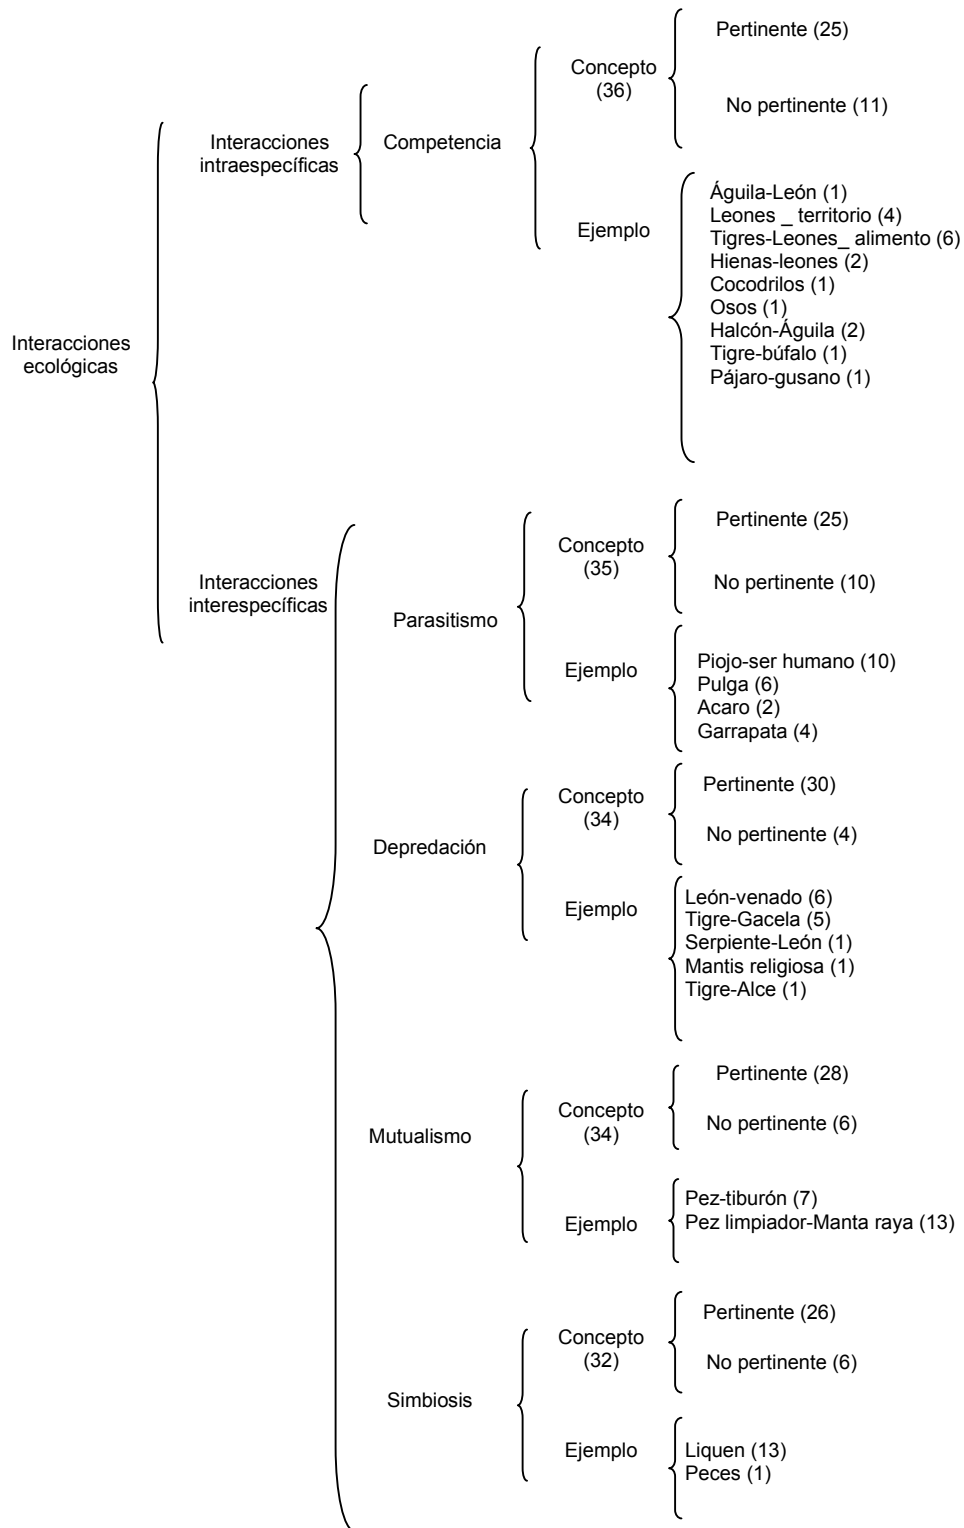 Interacciones
ecológicas
Interacciones
intraespecíficas
Competencia
Concepto
(36)
Pertinente (25)
No pertinente (11)
Ejemplo
Águila-León (1)
Leones _ territorio (4)
Tigres-Leones_ alimento (6)
Hienas-leones (2)
Cocodrilos (1)
Osos (1)
Halcón-Águila (2)
Tigre-búfalo (1)
Pájaro-gusano (1)
Interacciones
interespecíficas
Parasitismo
Concepto
(35)
Pertinente (25)
No pertinente (10)
Ejemplo
Piojo-ser humano (10)
Pulga (6)
Acaro (2)
Garrapata (4)
Depredación
Concepto
(34)
Pertinente (30)
No pertinente (4)
Ejemplo
León-venado (6)
Tigre-Gacela (5)
Serpiente-León (1)
Mantis religiosa (1)
Tigre-Alce (1)
Mutualismo
Concepto
(34)
Pertinente (28)
No pertinente (6)
Ejemplo
Pez-tiburón (7)
Pez limpiador-Manta raya (13)
Simbiosis
Concepto
(32)
Pertinente (26)
No pertinente (6)
Ejemplo
Liquen (13)
Peces (1)